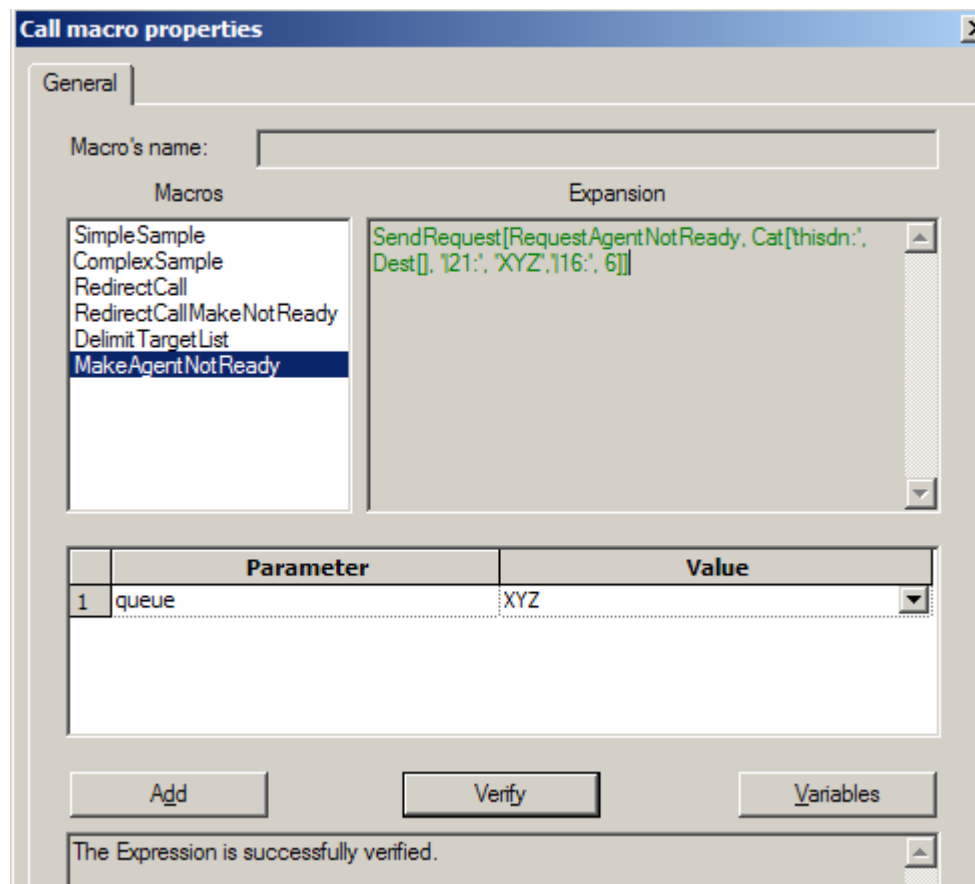 Call macro properties
General
Macro's name:
Macros
Expansion
SimpleSample
ComplexSample
RedirectCall
RedirectCallMakeNotReady
DelimitTargetList
MakeAgentNotReady
SendRequest[RequestAgentNotReady, Cat['thisdn:',
Dest[], '|21:', 'XYZ','|16:', 6]]
Parameter Value
1 queue XYZ
Add Verify Variables
The Expression is successfully verified.